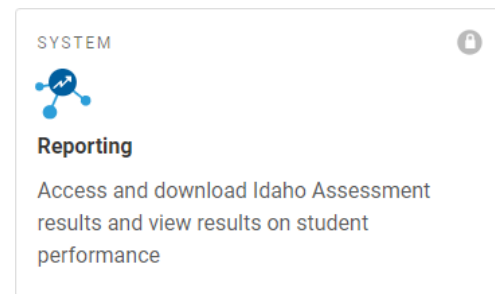 SYSTEM
Reporting
Access and download Idaho Assessment
results and view results on student
performance